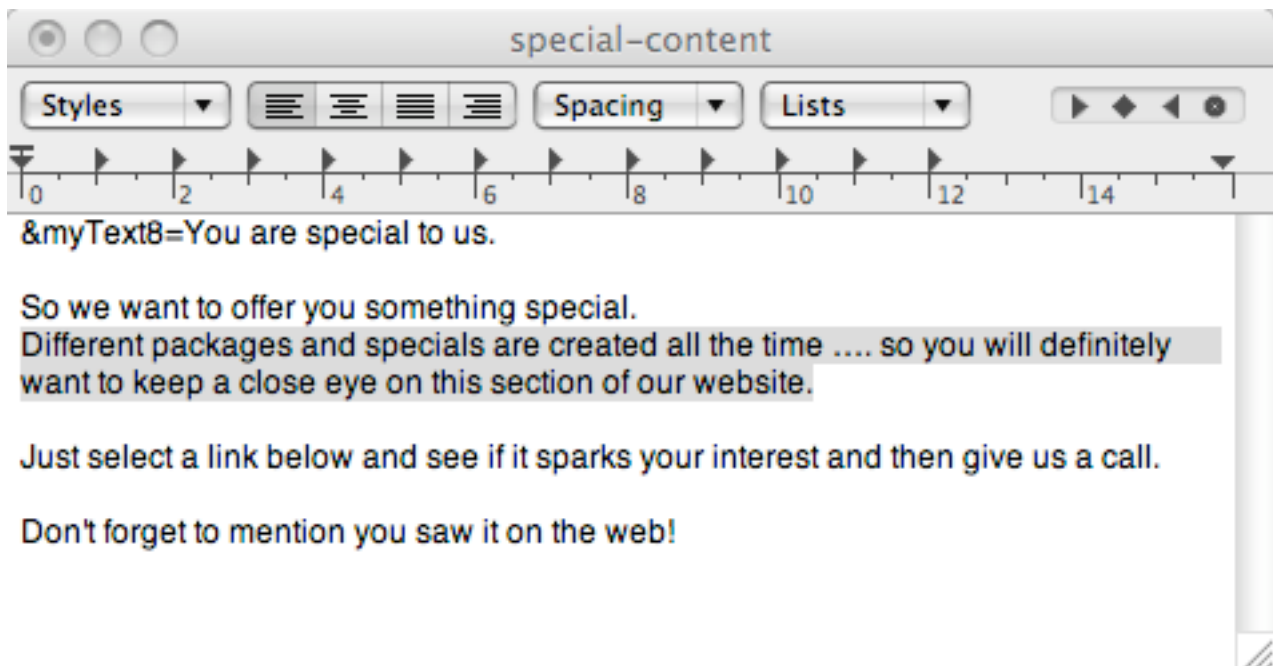 special-content
Styles Spacing Lists
0 2 4 6 8 10 12 14
&myText8=You are special to us.
So we want to offer you something special.
Different packages and specials are created all the time .... so you will definitely
want to keep a close eye on this section of our website.
Just select a link below and see if it sparks your interest and then give us a call.
Don't forget to mention you saw it on the web!